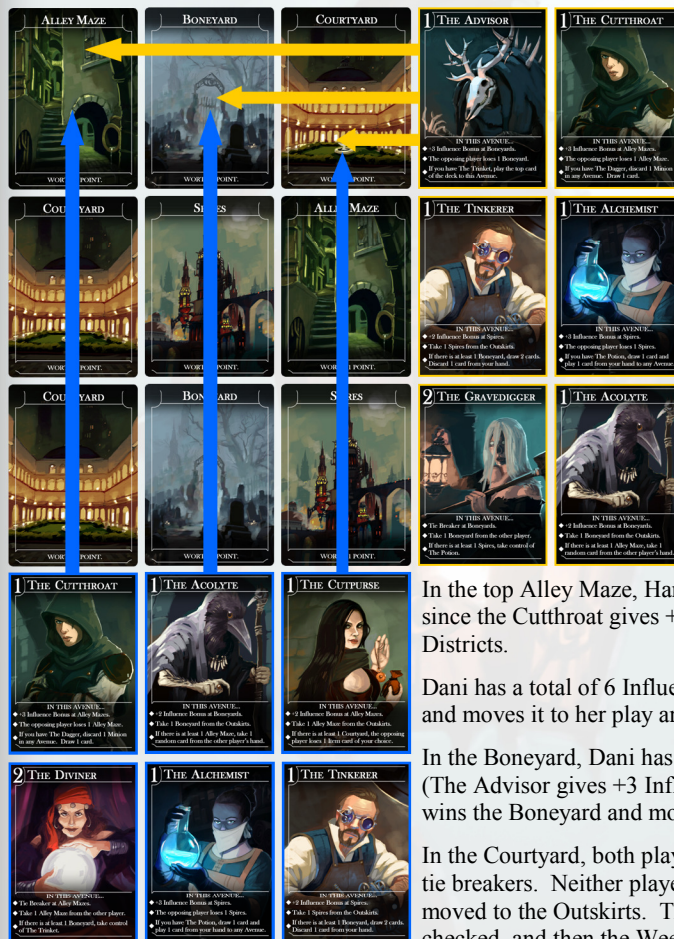 ALLEY MAZE
BONEYARD
COURTYARD
1 THE ADVISOR
1 THE CUTTHROAT
IN THIS AVENUE...
+3 Influence Bonus at Boneyards.
The opposing player loses 1 Boneyard.
If you have The Trinket, play the top card
of the deck to this Avenue.
IN THIS AVENUE...
+3 Influence Bonus at Alley Mazes.
The opposing player loses 1 Alley Maze.
If you have The Dagger, discard 1 Minion
in any Avenue. Draw 1 card.
POINT.
POINT.
POINT.
SPIRES
1 THE TINKERER
1 THE ALCHEMIST
IN THIS AVENUE...
+2 Influence Bonus at Spires.
Take 1 Spires from the Outskirts.
If there is at least 1 Boneyard, draw 2 cards.
Discard 1 card from your hand.
IN THIS AVENUE...
+3 Influence Bonus at Spires.
The opposing player loses 1 Spires.
If you have The Potion, draw 1 card and
play 1 card from your hand to any Avenue.
POINT.
POINT.
POINT.
2 THE GRAVEDIGGER
1 THE ACOLYTE
IN THIS AVENUE...
Tie Breaker at Boneyards.
Take 1 Boneyard from the other player.
If there is at least 1 Spires, take control of
The Potion.
IN THIS AVENUE...
+2 Influence Bonus at Boneyards.
Take 1 Boneyard from the Outskirts.
If there is at least 1 Alley Maze, take 1
random card from the other player's hand.
POINT.
POINT.
POINT.
1 THE CUTTHROAT
1 THE ACOLYTE
1 THE CUTPURSE
IN THIS AVENUE...
+3 Influence Bonus at Alley Mazes.
The opposing player loses 1 Alley Maze.
If you have The Dagger, discard 1 Minion
in any Avenue. Draw 1 card.
IN THIS AVENUE...
+2 Influence Bonus at Boneyards.
Take 1 Boneyard from the Outskirts.
If there is at least 1 Alley Maze, take 1
random card from the other player's hand.
IN THIS AVENUE...
+2 Influence Bonus at Alley Mazes.
Take 1 Alley Maze from the Outskirts.
If there is at least 1 Courtyard, the opposing
player loses 1 Item card of your choice.
2 THE DIVINER
1 THE ALCHEMIST
1 THE TINKERER
IN THIS AVENUE...
Tie Breaker at Alley Mazes.
Take 1 Alley Maze from the other player.
If there is at least 1 Boneyard, take control
of The Trinket.
IN THIS AVENUE...
+3 Influence Bonus at Spires.
The opposing player loses 1 Spires.
If you have The Potion, draw 1 card and
play 1 card from your hand to any Avenue.
IN THIS AVENUE...
+2 Influence Bonus at Spires.
Take 1 Spires from the Outskirts.
If there is at least 1 Boneyard, draw 2 cards.
Discard 1 card from your hand.
In the top Alley Maze,
since the Cutthroat gives
Districts.
Dani has a total of 6
and moves it to her play
In the Boneyard, Dani has
(The Advisor gives +3
wins the Boneyard and
In the Courtyard, both
tie breakers. Neither
moved to the Outskirts.
checked, and then the